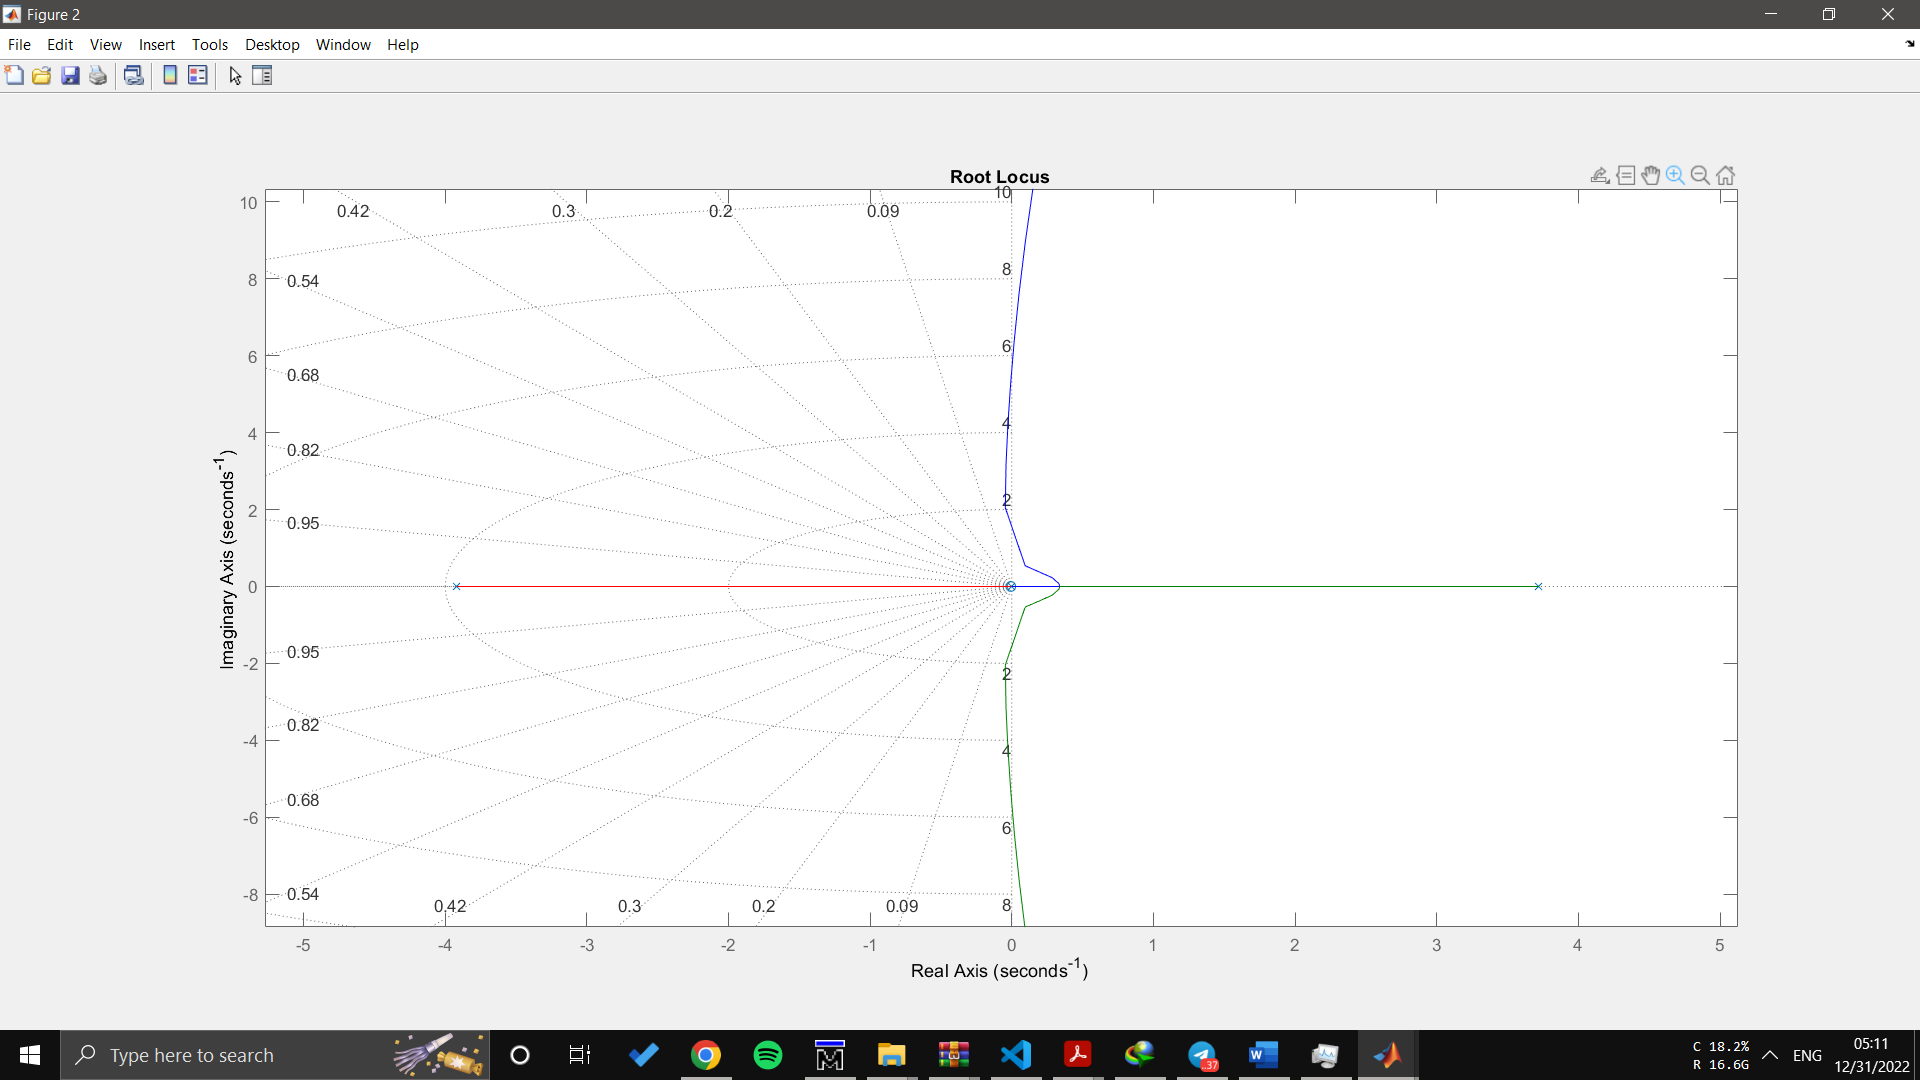 Figure 2
File Edit View Insert Tools Desktop Window Help
Root Locus
10
8
6
4
2
0
-2
-4
-6
-8
Imaginary Axis (seconds⁻¹)
0.42 0.3 0.2 0.09
0.54
0.68
0.82
0.95
0.95
0.82
0.68
0.54
0.42 0.3 0.2 0.09
10
8
6
4
2
2
4
6
8
-5 -4 -3 -2 -1 0 1 2 3 4 5
Real Axis (seconds⁻¹)
Type here to search
W
.37
C 18.2%
R 16.6G
ENG
05:11
12/31/2022